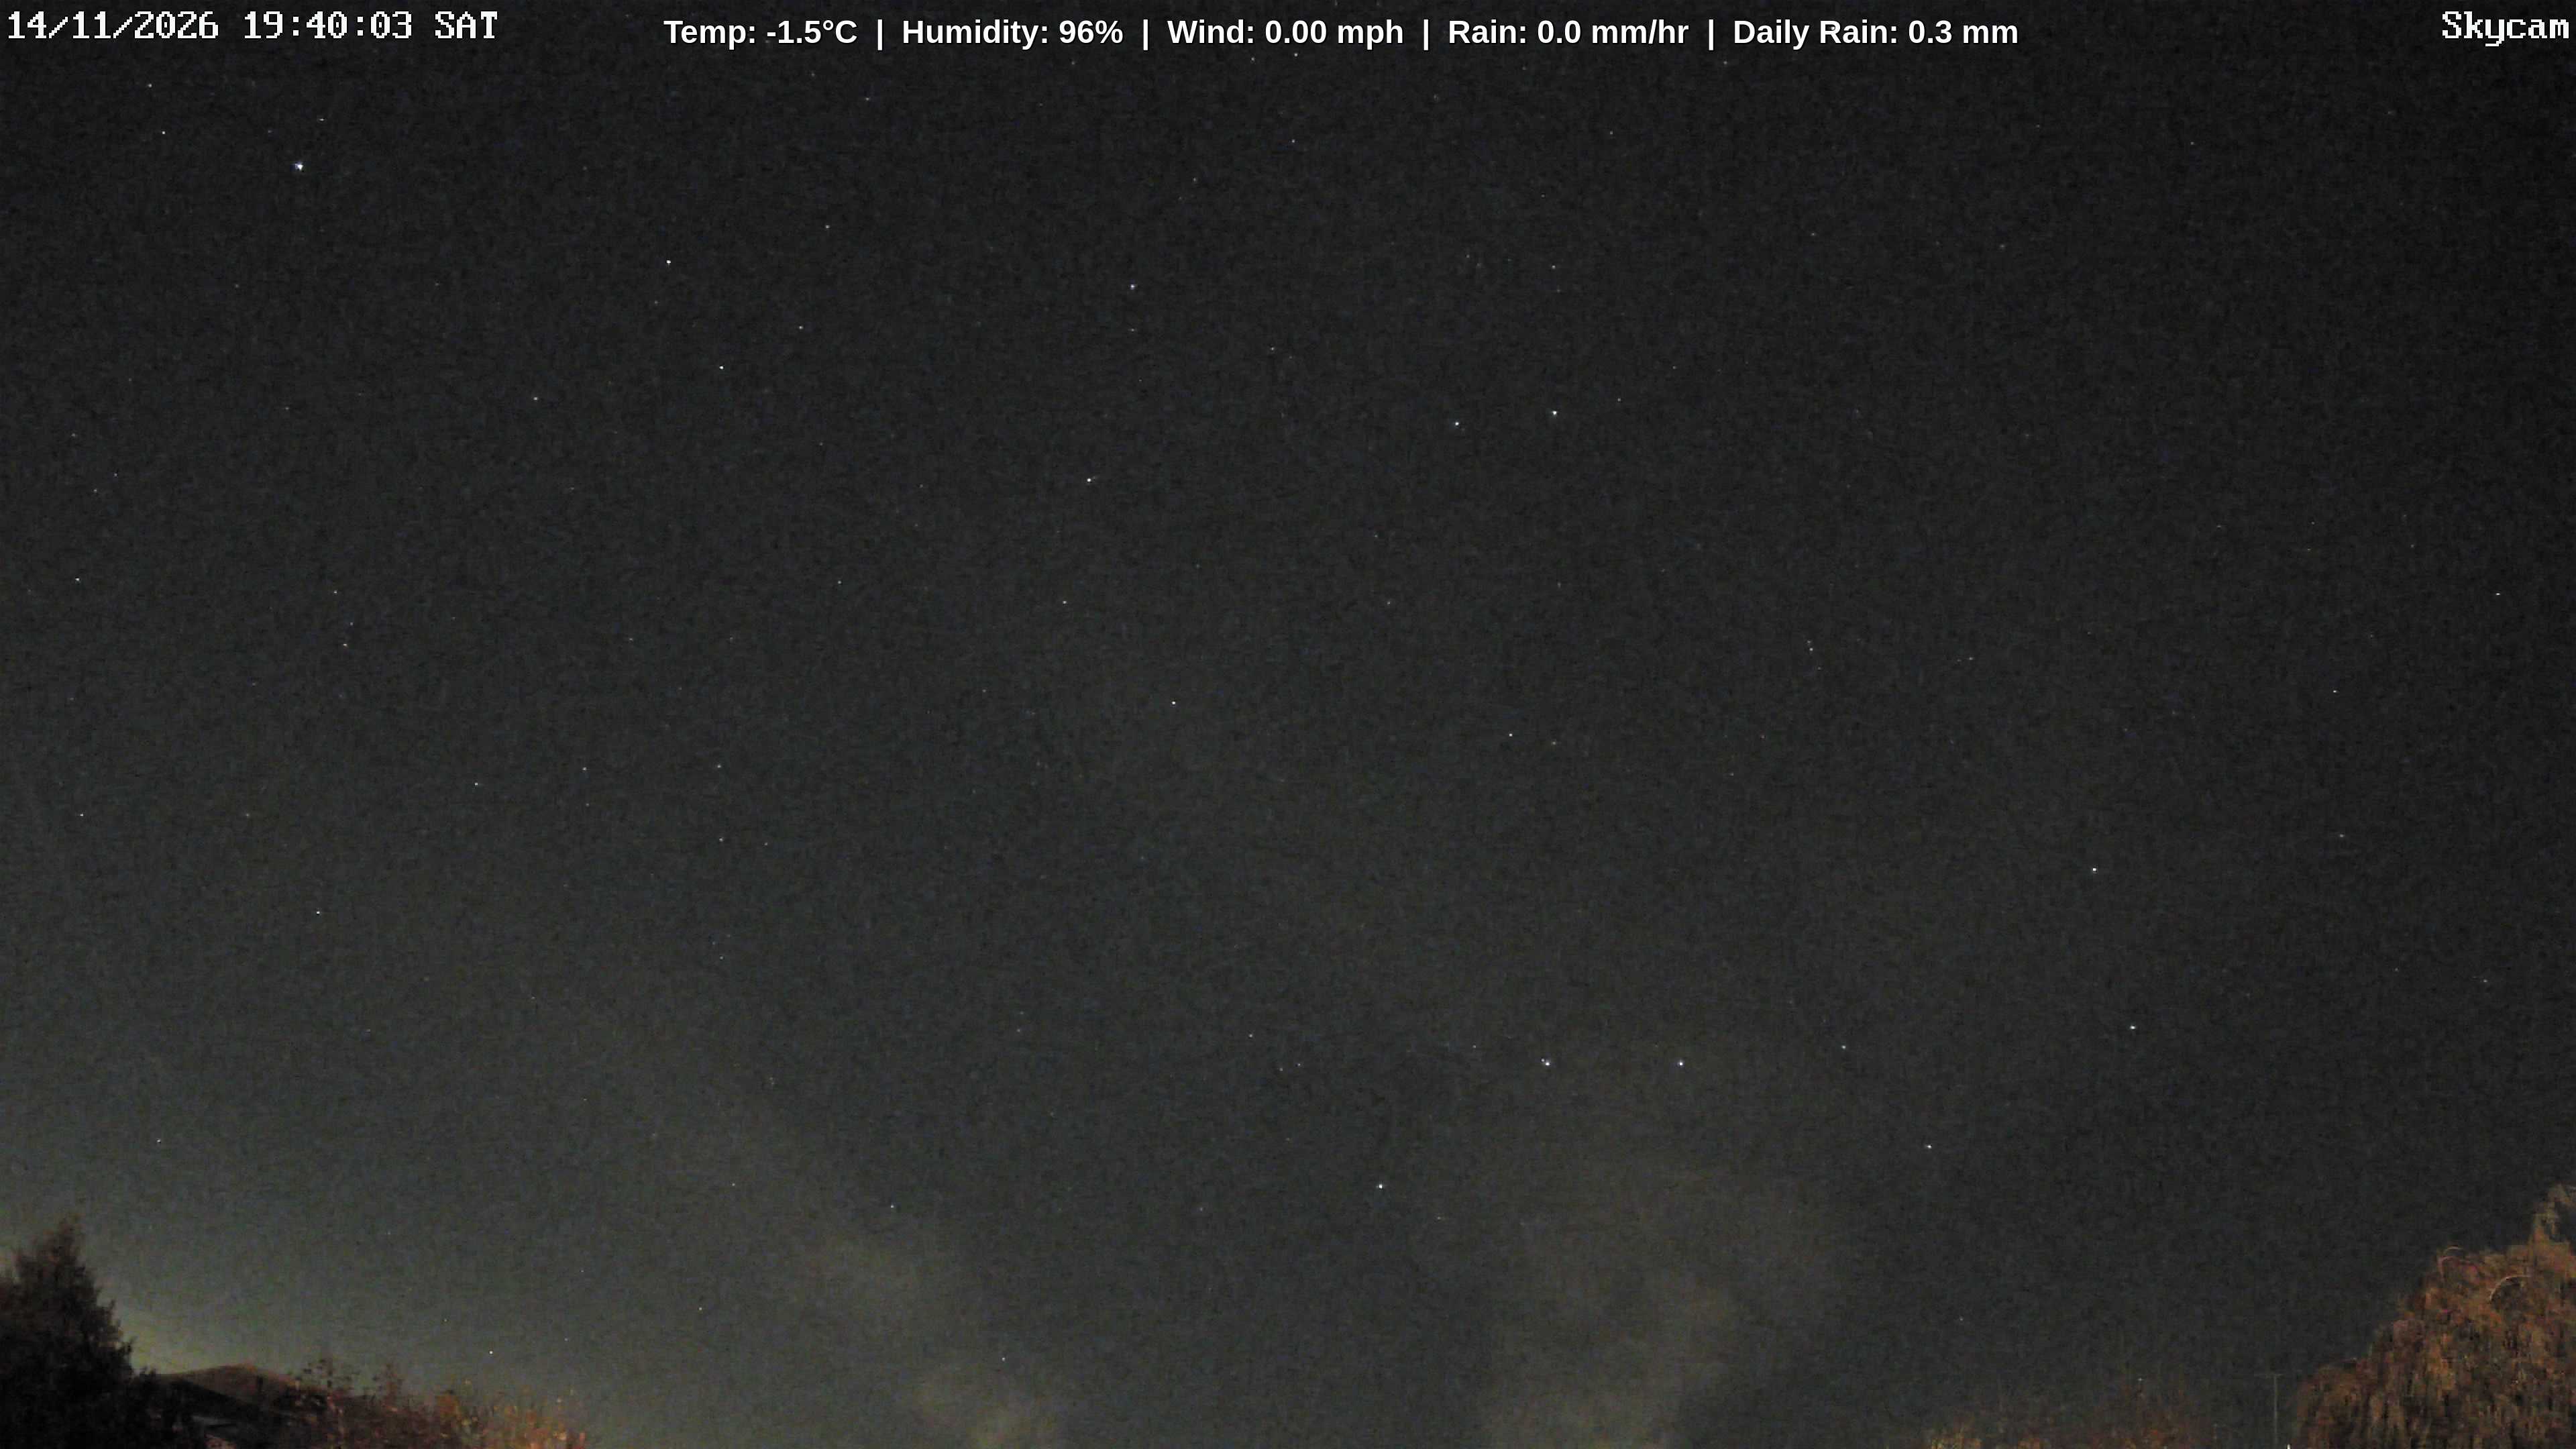 14/11/2026 19:40:03 SAT
Temp: -1.5°C | Humidity: 96% | Wind: 0.00 mph | Rain: 0.0 mm/hr | Daily Rain: 0.3 mm
Skycam